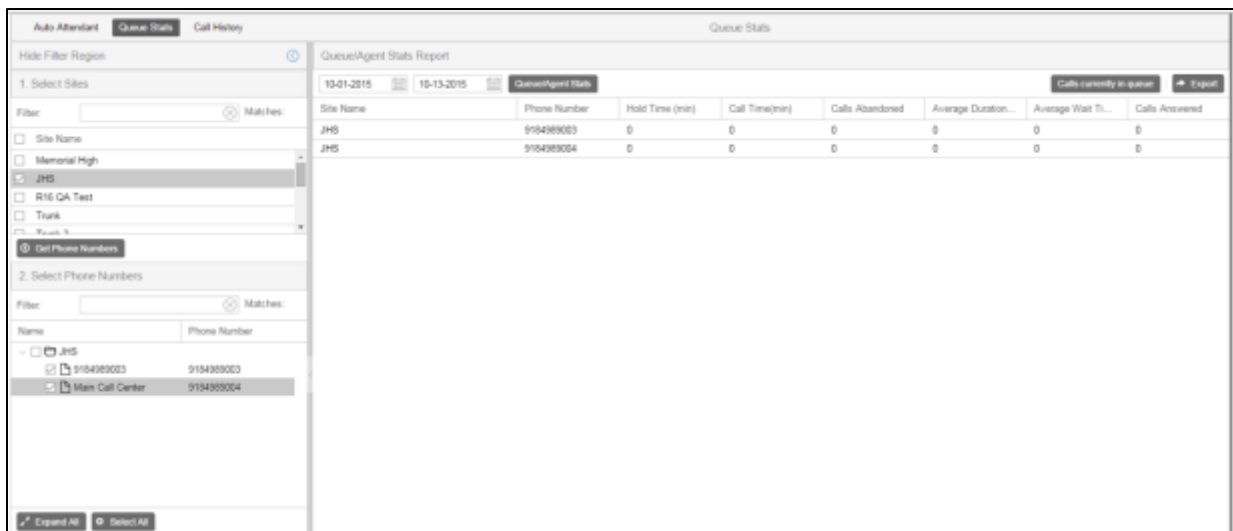 Auto Attendant Queue Stats Call History Queue Stats
Hide Filter Region
1. Select Sites
Filter: Matches:
Site Name
Memorial High
JHS
R16 QA Test
Trunk
Trunk 2
Get Phone Numbers
2. Select Phone Numbers
Filter: Matches:
Name Phone Number
JHS
9184989003 9184989003
Main Call Center 9184989004
Expand All Select All
Queue/Agent Stats Report
10-01-2015 10-13-2015 Queue/Agent Stats Calls currently in queue Export
Site Name Phone Number Hold Time (min) Call Time(min) Calls Abandoned Average Duration... Average Wait Ti... Calls Answered
JHS 9184989003 0 0 0 0 0 0
JHS 9184989004 0 0 0 0 0 0